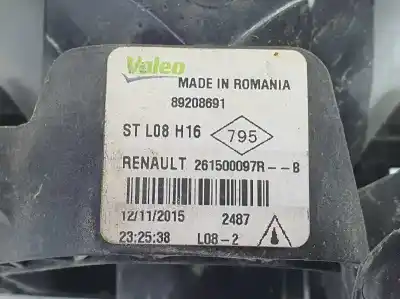 Valeo
MADE IN ROMANIA
89208691
ST L08 H16
795
RENAULT 261500097R--B
12/11/2015 2487
23:25:38 L08-2